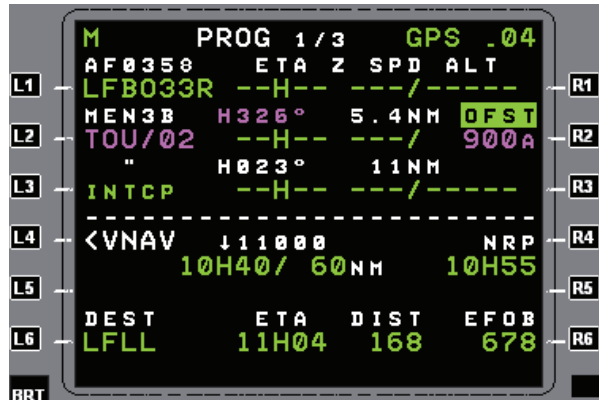 M PROG 1/3 GPS .04
AF0358 ETA Z SPD ALT
L1 LFBO33R --H-- ---/----- R1
MEN3B H326° 5.4NM OFST
L2 TOU/02 --H-- ---/ 900A R2
" H023° 11NM
L3 INTCP --H-- ---/----- R3
L4 <VNAV ↓11000 NRP R4
10H40/ 60NM 10H55
L5 R5
DEST ETA DIST EFOB
L6 LFLL 11H04 168 678 R6
BRT